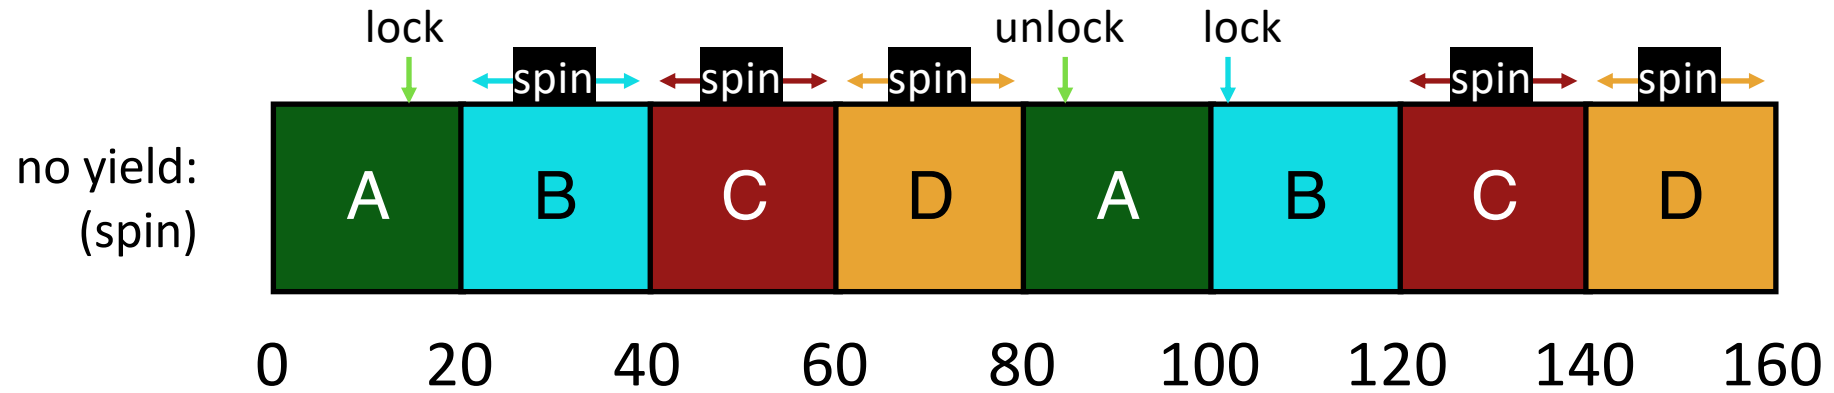 lock unlock lock
spin spin spin spin spin
no yield:
(spin)
A B C D A B C D
0 20 40 60 80 100 120 140 160